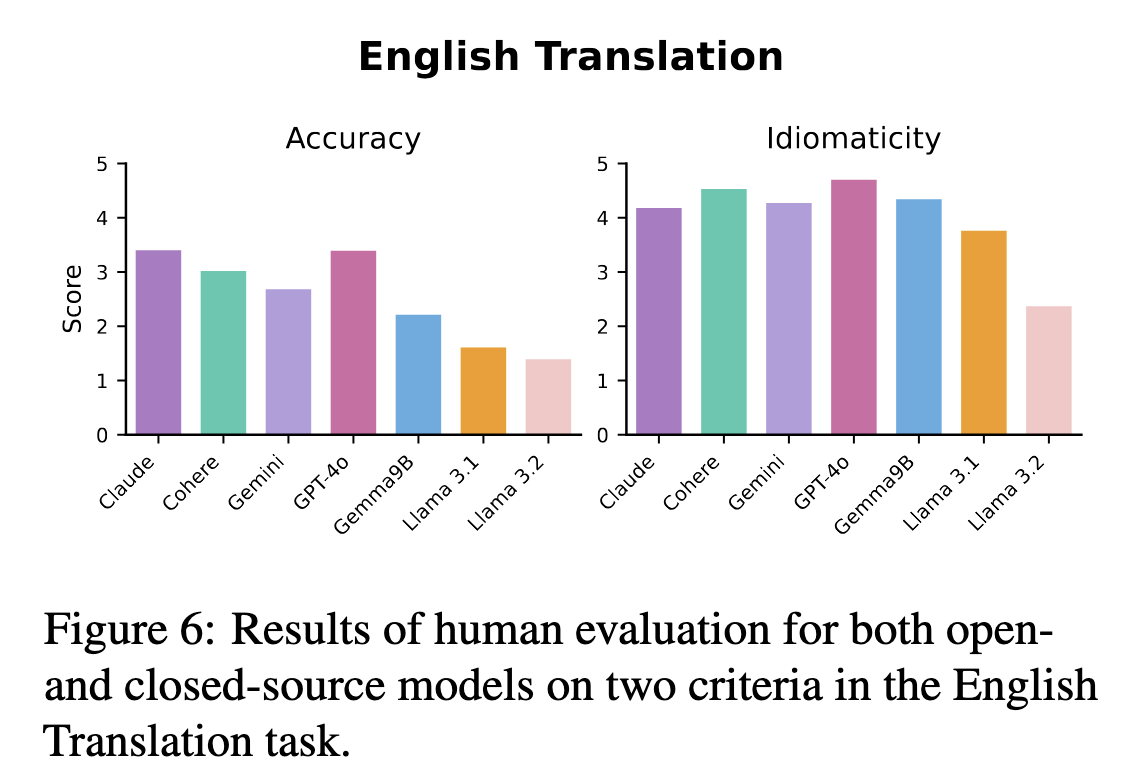 English Translation
Accuracy
5
4
3
2
1
0
Score
Claude
Cohere
Gemini
GPT-4o
Gemma9B
Llama 3.1
Llama 3.2
Idiomaticity
5
4
3
2
1
0
Claude
Cohere
Gemini
GPT-4o
Gemma9B
Llama 3.1
Llama 3.2
Figure 6: Results of human evaluation for both open-
and closed-source models on two criteria in the English
Translation task.